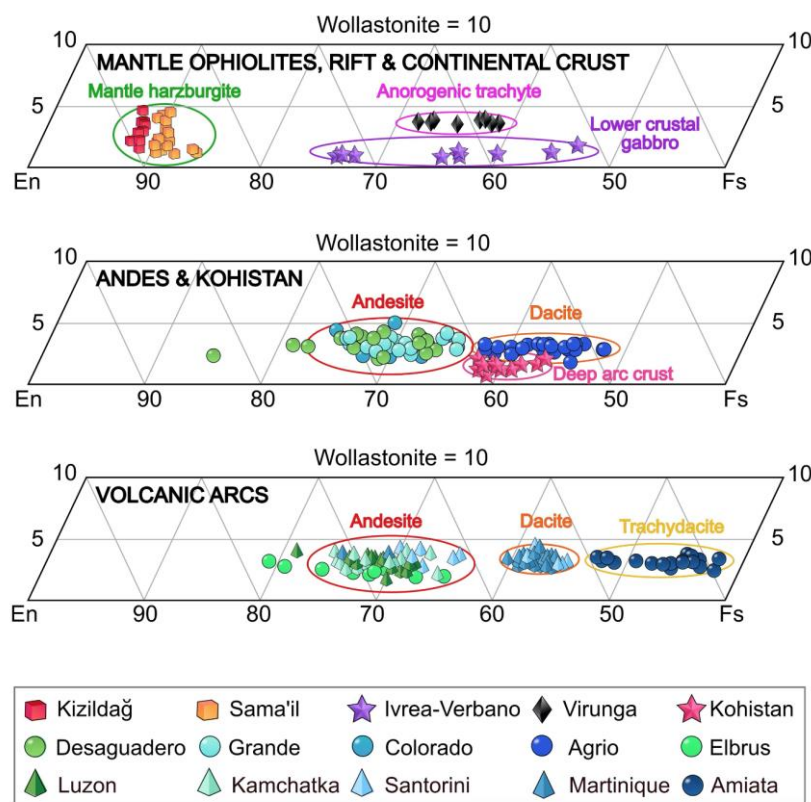 Wollastonite = 10
10
10
MANTLE OPHIOLITES, RIFT & CONTINENTAL CRUST
Mantle harzburgite
Anorogenic trachyte
5
5
Lower crustal
gabbro
En
90
80
70
60
Fs
Wollastonite = 10
10
10
ANDES & KOHISTAN
Andesite
Dacite
5
5
Deep arc crust
En
90
80
70
60
50
Fs
Wollastonite = 10
10
10
VOLCANIC ARCS
Andesite
Dacite
Trachydacite
5
5
En
90
80
70
60
50
Fs
Kizildağ
Sama'il
Ivrea-Verbano
Virunga
Kohistan
Desaguadero
Grande
Colorado
Agrio
Elbrus
Luzon
Kamchatka
Santorini
Martinique
Amiata